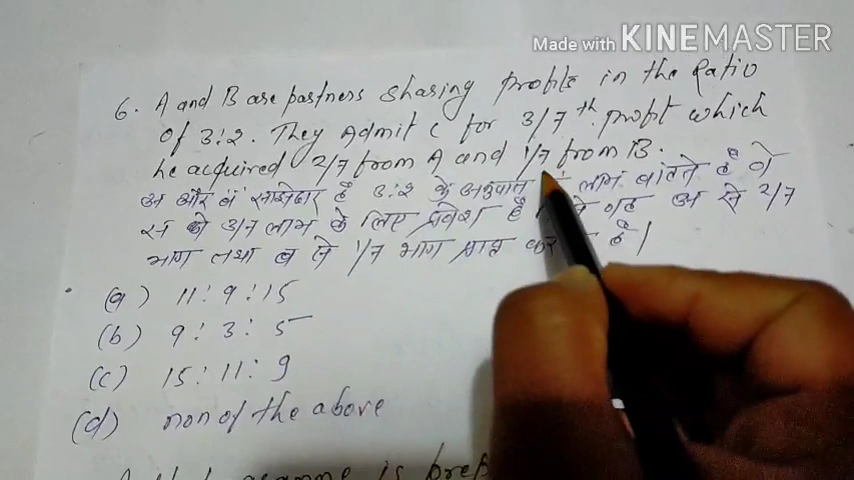 Made with KINEMASTER
6. A and B are partners sharing profits in the Ratio
of 3:2. They Admit C for 3/7th profit which
he acquired 2/7 from A and 1/7 from B.
अ और ब साझेदार हैं 3:2 के अनुपात लाभ बांटते हैं वे
स को 3/7 लाभ के लिए प्रवेश वह अ से 2/7
भाग तथा ब से 1/7 भाग प्राप्त है।
(a) 11:9:15
(b) 9:3:5
(c) 15:11:9
(d) non of the above
is prep